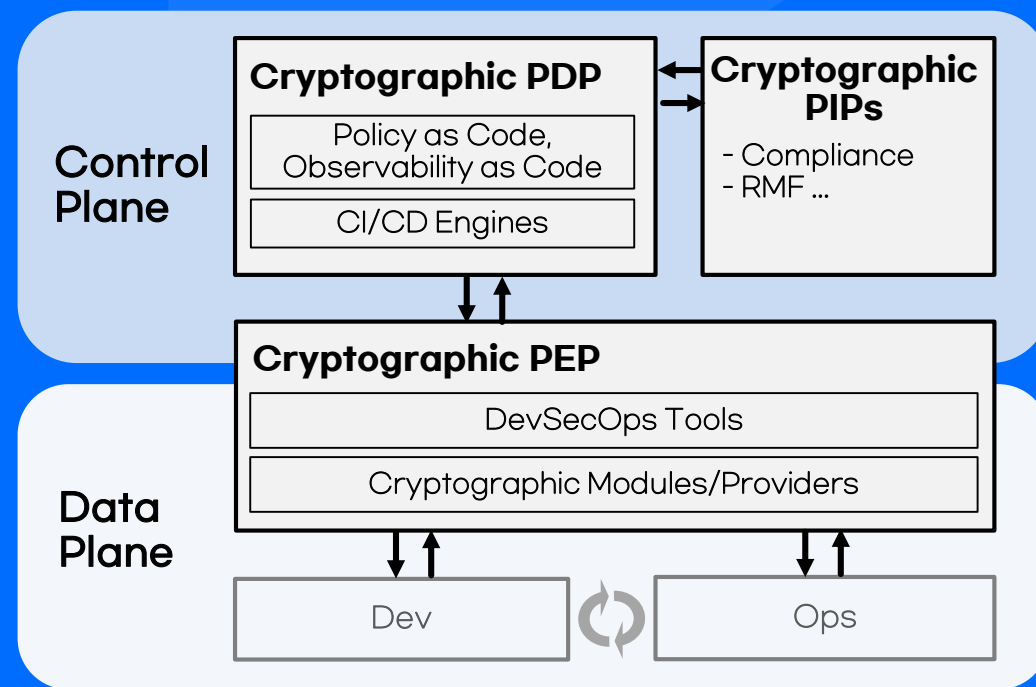 Control
Plane
Cryptographic PDP
Policy as Code,
Observability as Code
CI/CD Engines
Cryptographic
PIPs
- Compliance
- RMF ...
Cryptographic PEP
DevSecOps Tools
Cryptographic Modules/Providers
Data
Plane
Dev
Ops